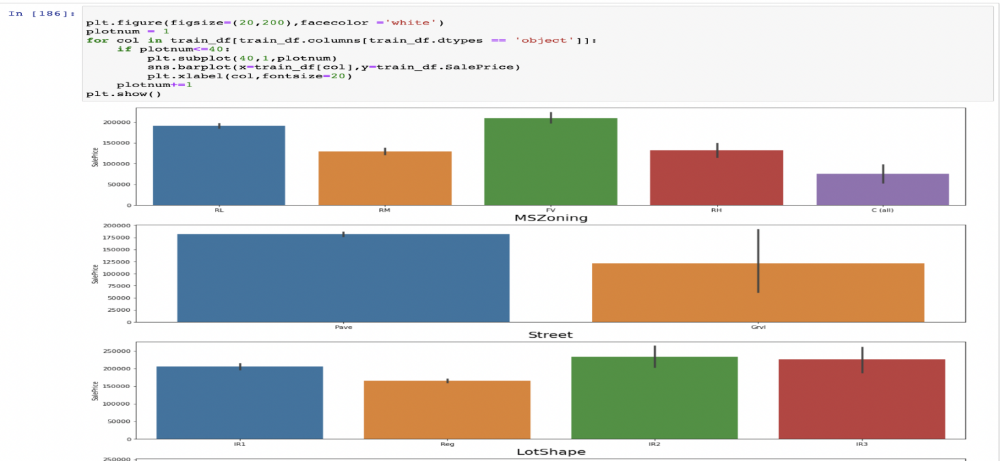 In [186]:
plt.figure(figsize=(20,200),facecolor ='white')
plotnum = 1
for col in train_df[train_df.columns[train_df.dtypes == 'object']]:
    if plotnum<=40:
        plt.subplot(40,1,plotnum)
        sns.barplot(x=train_df[col],y=train_df.SalePrice)
        plt.xlabel(col,fontsize=20)
    plotnum+=1
plt.show()
200000
150000
100000
50000
0
SalePrice
RL RM FV RH C (all)
MSZoning
200000
175000
150000
125000
100000
75000
50000
25000
0
SalePrice
Pave Grvl
Street
250000
200000
150000
100000
50000
0
SalePrice
IR1 Reg IR2 IR3
LotShape
250000